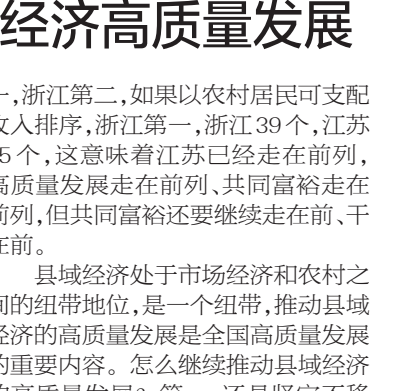 经济高质量发展
,浙江第二,如果以农村居民可支配
收入排序,浙江第一,浙江39个,江苏
5个,这意味着江苏已经走在前列,
高质量发展走在前列、共同富裕走在
前列,但共同富裕还要继续走在前、干
在前。
县域经济处于市场经济和农村之
间的纽带地位,是一个纽带,推动县域
经济的高质量发展是全国高质量发展
的重要内容。怎么继续推动县域经济